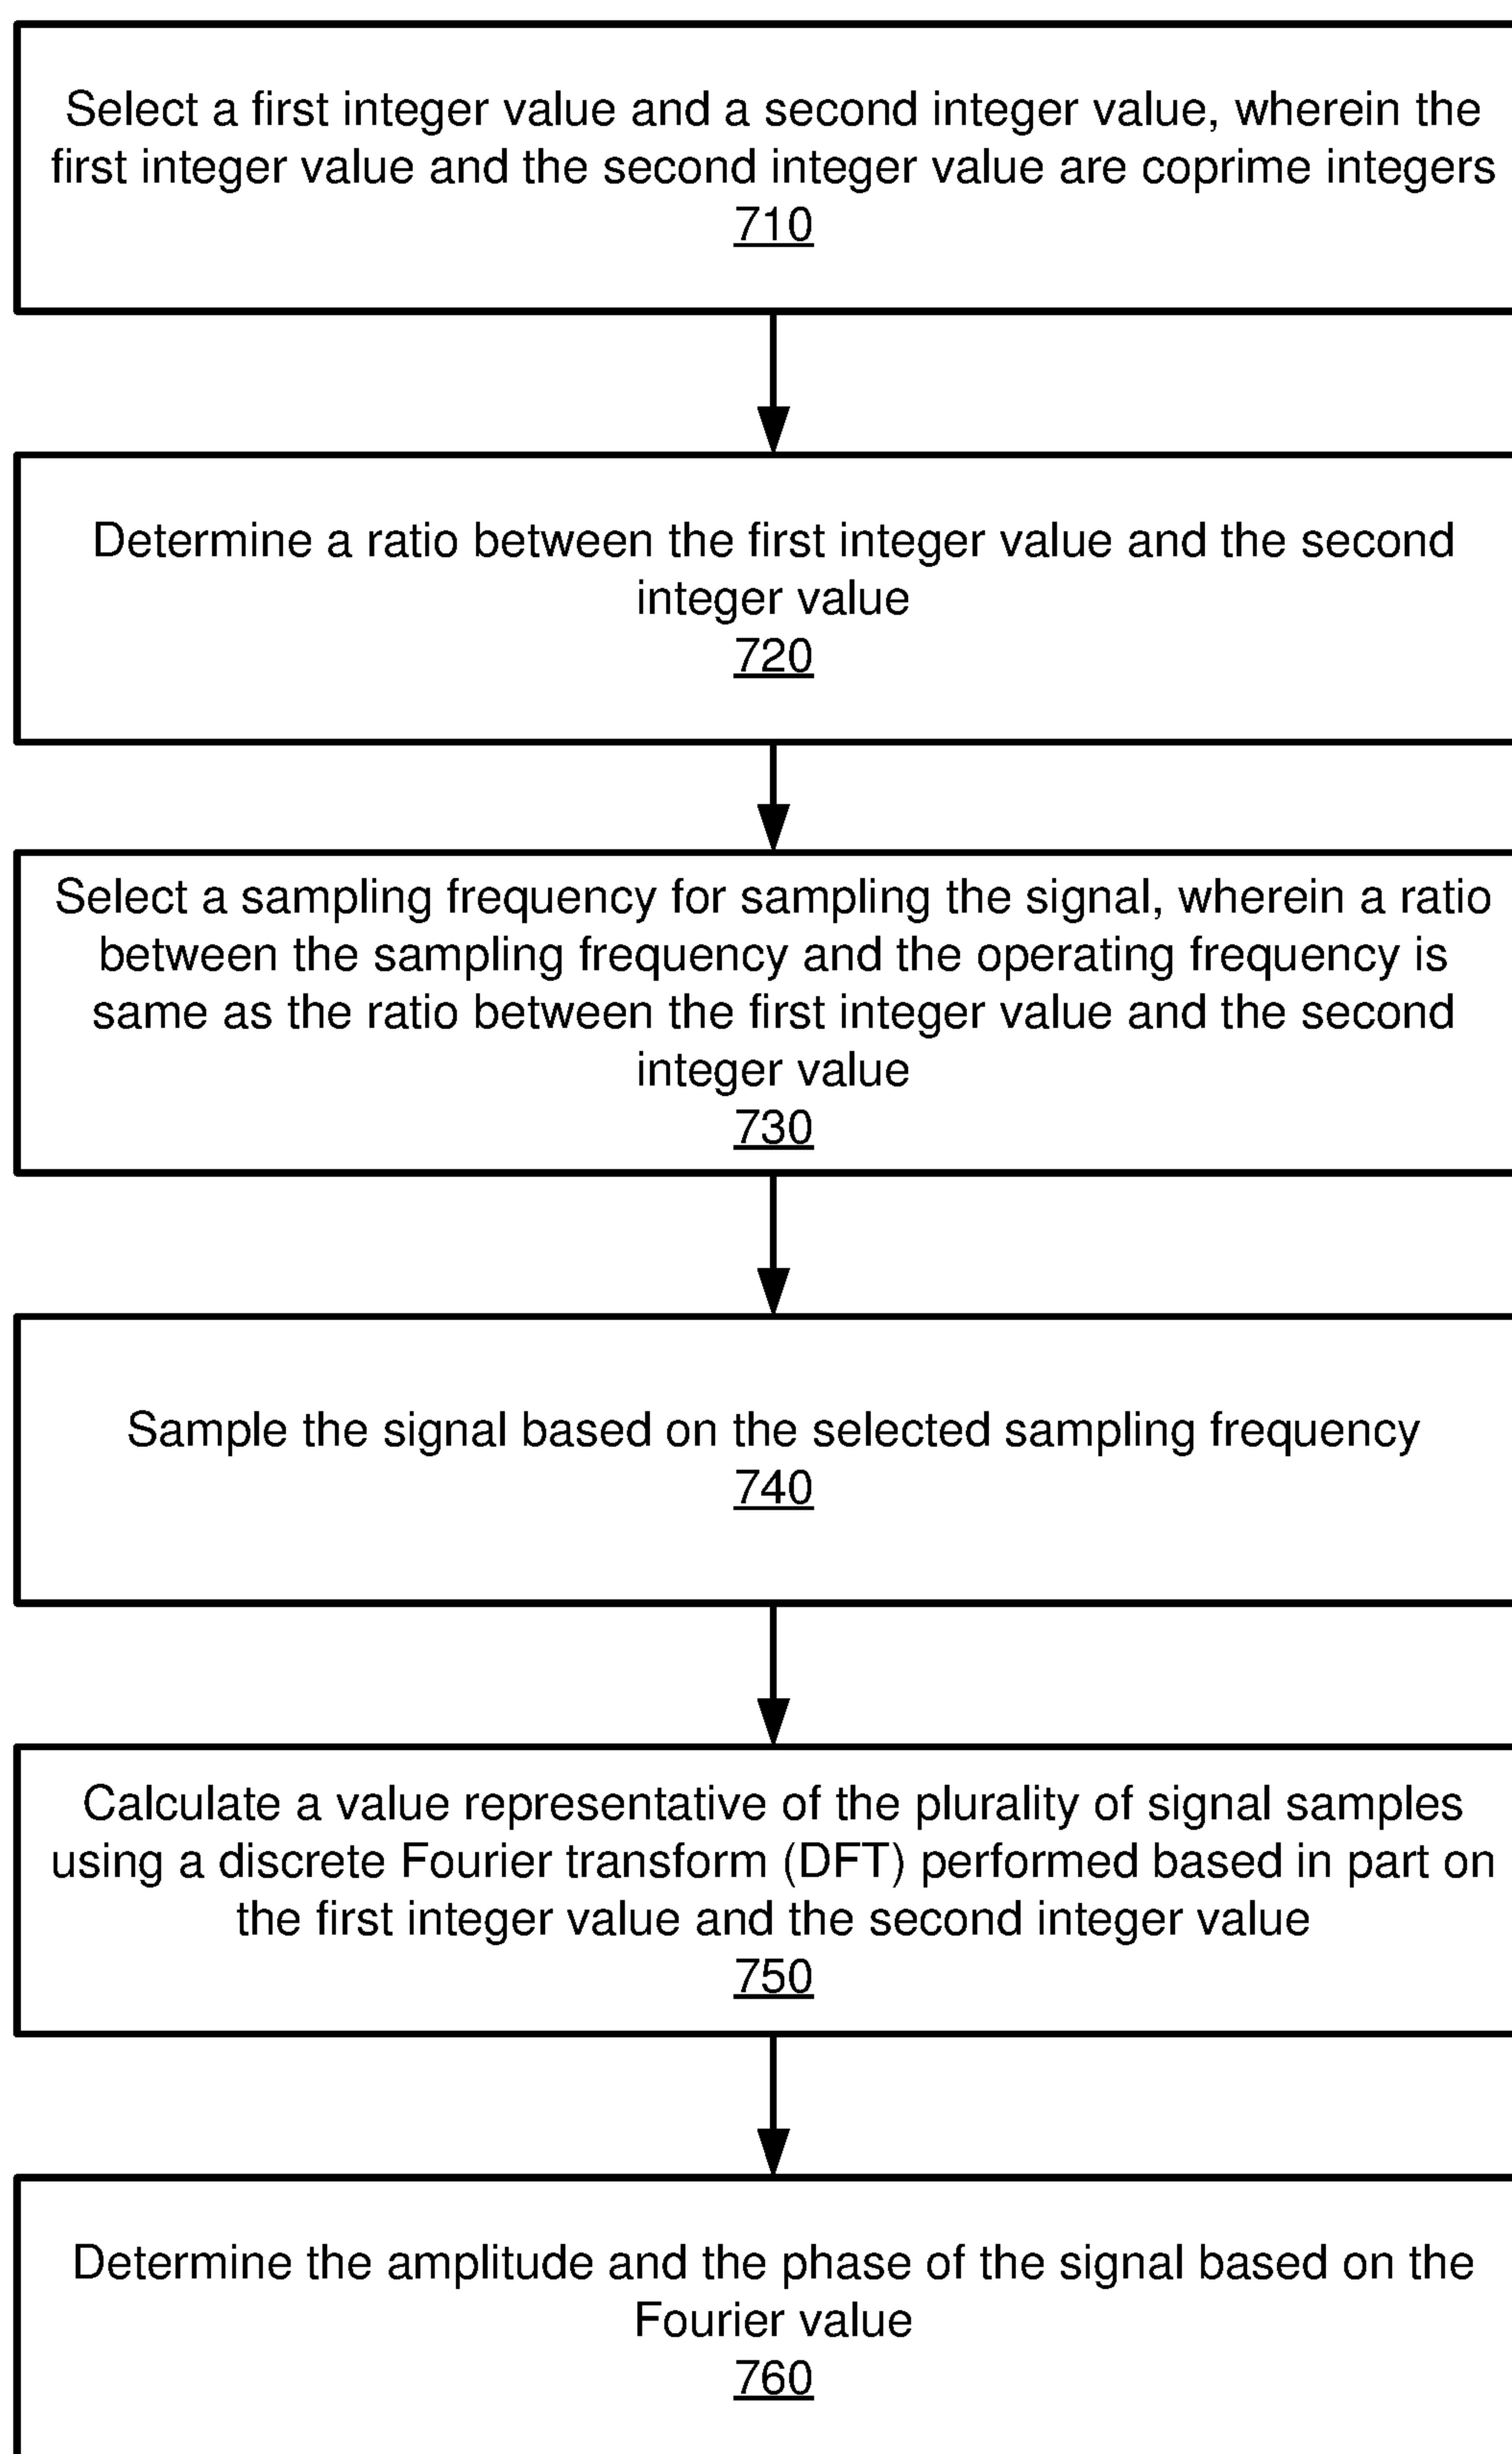 Select a first integer value and a second integer value, wherein the
first integer value and the second integer value are coprime integers
710
Determine a ratio between the first integer value and the second
integer value
720
Select a sampling frequency for sampling the signal, wherein a ratio
between the sampling frequency and the operating frequency is
same as the ratio between the first integer value and the second
integer value
730
Sample the signal based on the selected sampling frequency
740
Calculate a value representative of the plurality of signal samples
using a discrete Fourier transform (DFT) performed based in part on
the first integer value and the second integer value
750
Determine the amplitude and the phase of the signal based on the
Fourier value
760